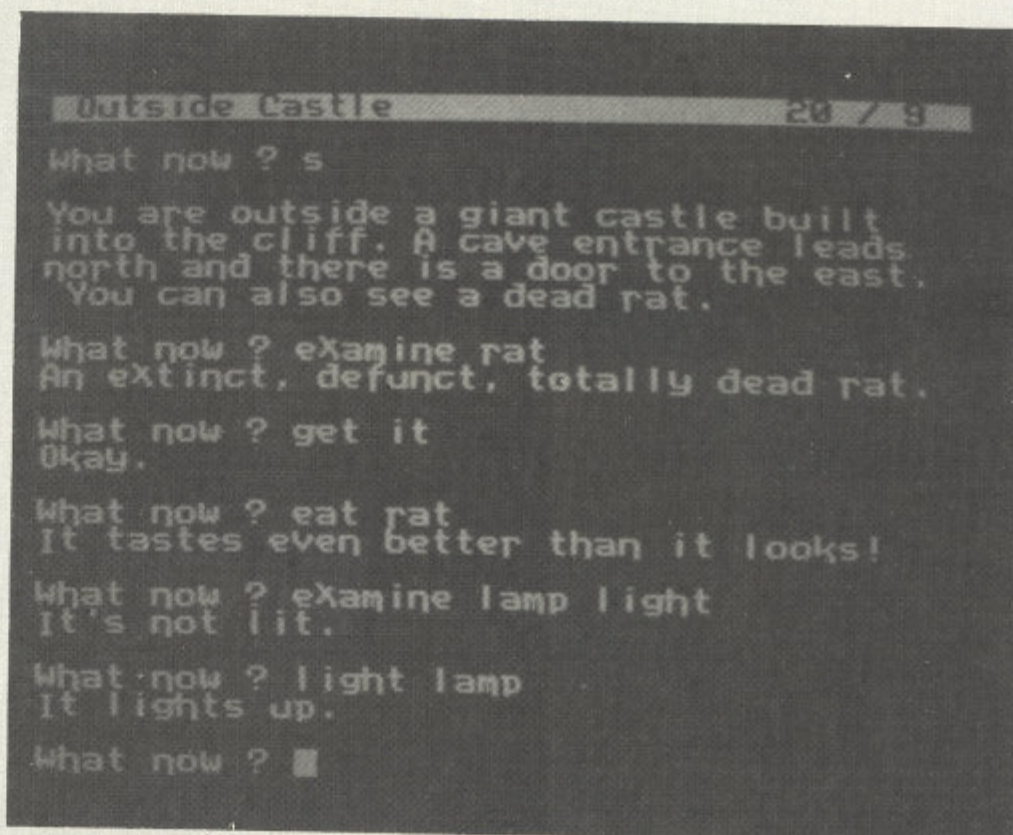 Outside Castle 20 / 9
What now ? s
You are outside a giant castle built
into the cliff. A cave entrance leads
north and there is a door to the east.
You can also see a dead rat.
What now ? eXamine rat
An eXtinct, defunct, totally dead rat.
What now ? get it
Okay.
What now ? eat rat
It tastes even better than it looks!
What now ? eXamine lamp light
It's not lit.
What now ? light lamp
It lights up.
What now ?